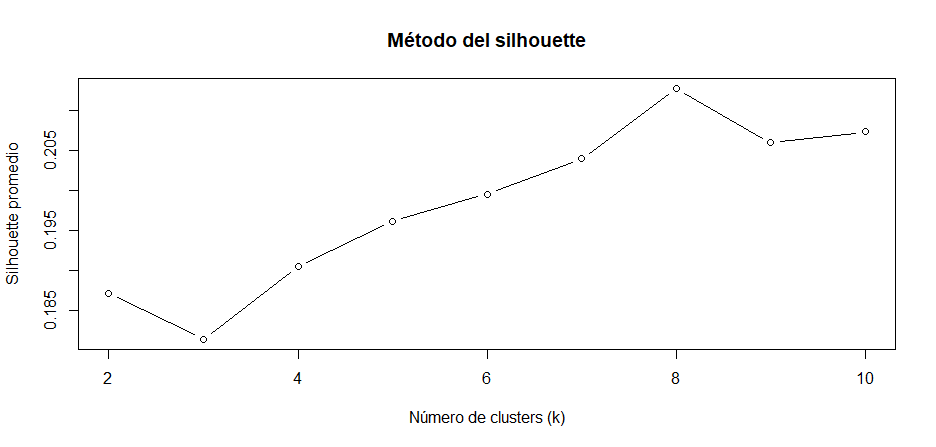 Método del silhouette
Silhouette promedio
0.205
0.195
0.185
2 4 6 8 10
Número de clusters (k)